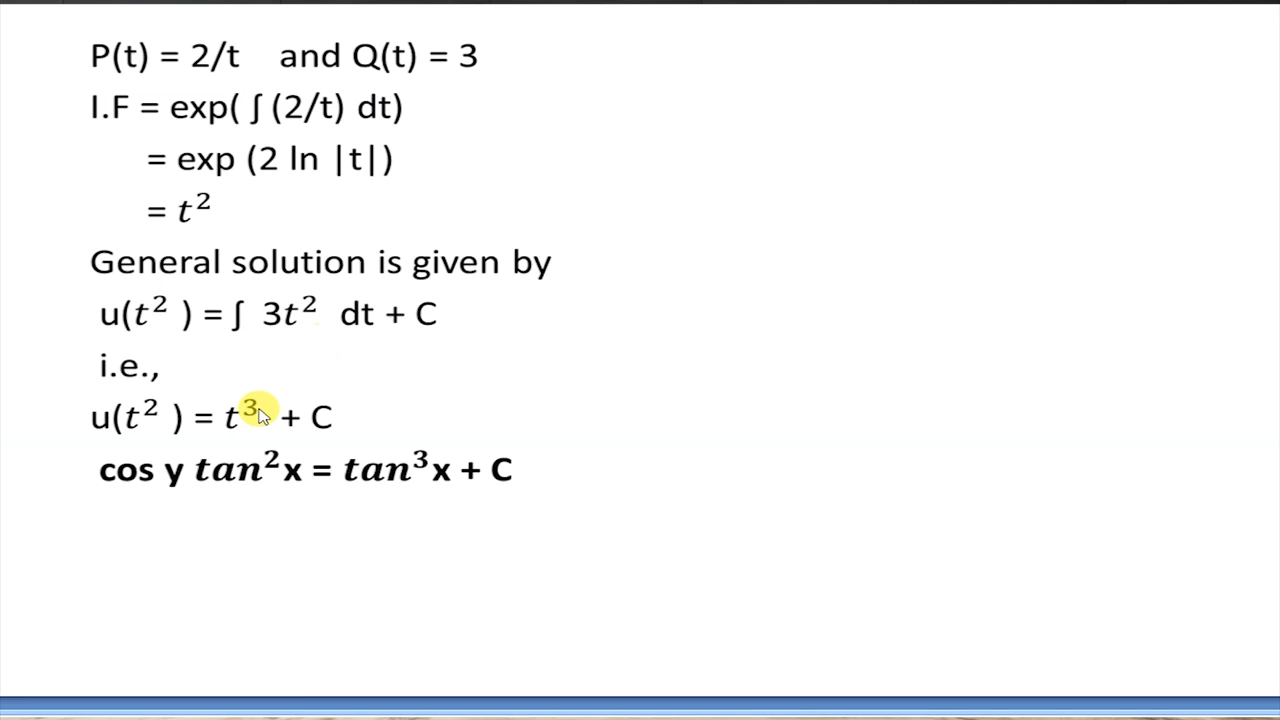 P(t) = 2/t and Q(t) = 3
I.F = exp( ∫ (2/t) dt)
= exp (2 ln |t|)
= t²
General solution is given by
u(t² ) = ∫ 3t² dt + C
i.e.,
u(t² ) = t³ + C
cos y tan²x = tan³x + C